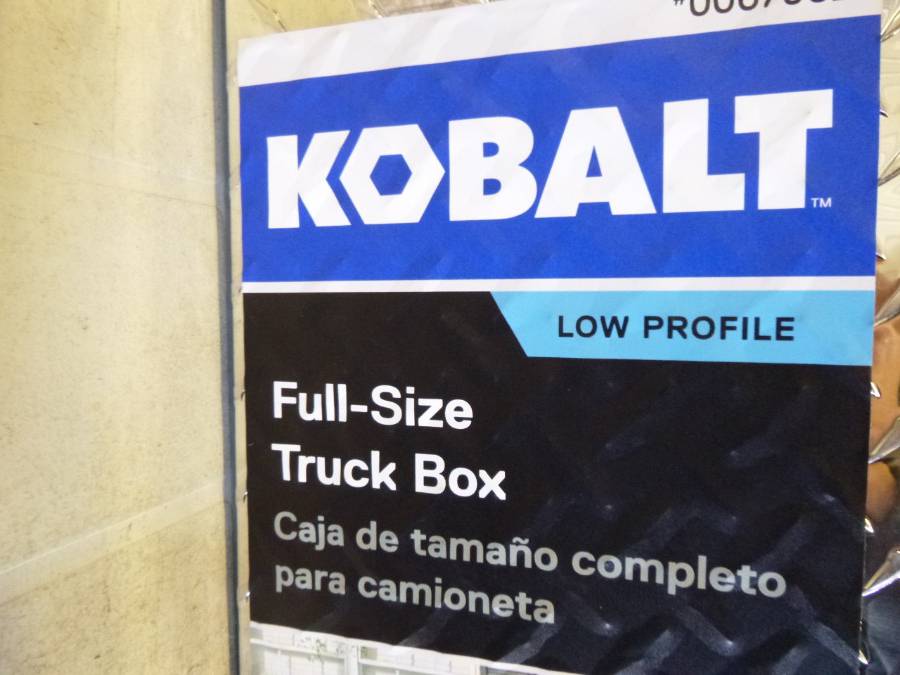 KOBALT™
LOW PROFILE
Full-Size
Truck Box
Caja de tamaño completo
para camioneta